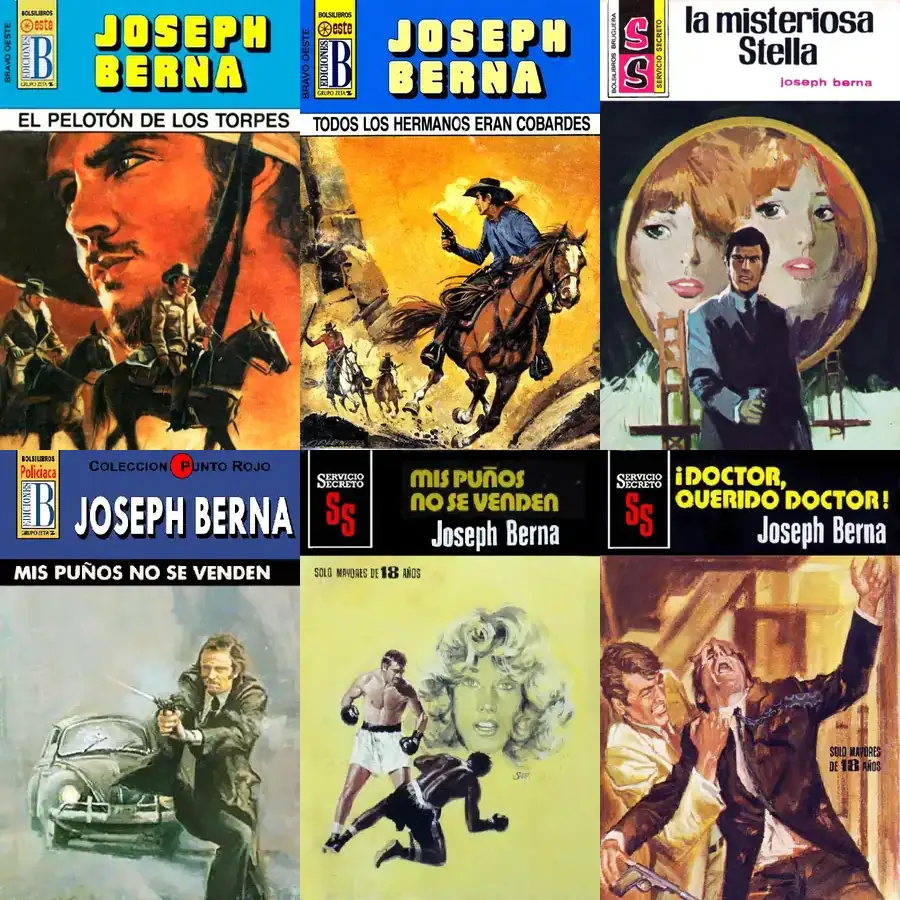 BOLSILIBROS
Oeste
BRAVO OESTE
EDICIONES
B
GRUPO ZETA
JOSEPH
BERNA
EL PELOTÓN DE LOS TORPES
BOLSILIBROS
Oeste
BRAVO OESTE
EDICIONES
B
GRUPO ZETA
JOSEPH
BERNA
TODOS LOS HERMANOS ERAN COBARDES
BOLSILIBROS BRUGUERA
SS
SERVICIO SECRETO
la misteriosa
Stella
joseph berna
BOLSILIBROS
Policiaca
EDICIONES
B
GRUPO ZETA
COLECCION PUNTO ROJO
JOSEPH BERNA
MIS PUÑOS NO SE VENDEN
SERVICIO
SECRETO
SS
MIS PUÑOS
NO SE VENDEN
Joseph Berna
SOLO MAYORES DE 18 AÑOS
SERVICIO
SECRETO
SS
¡DOCTOR,
QUERIDO DOCTOR!
Joseph Berna
SOLO MAYORES
DE 18 AÑOS